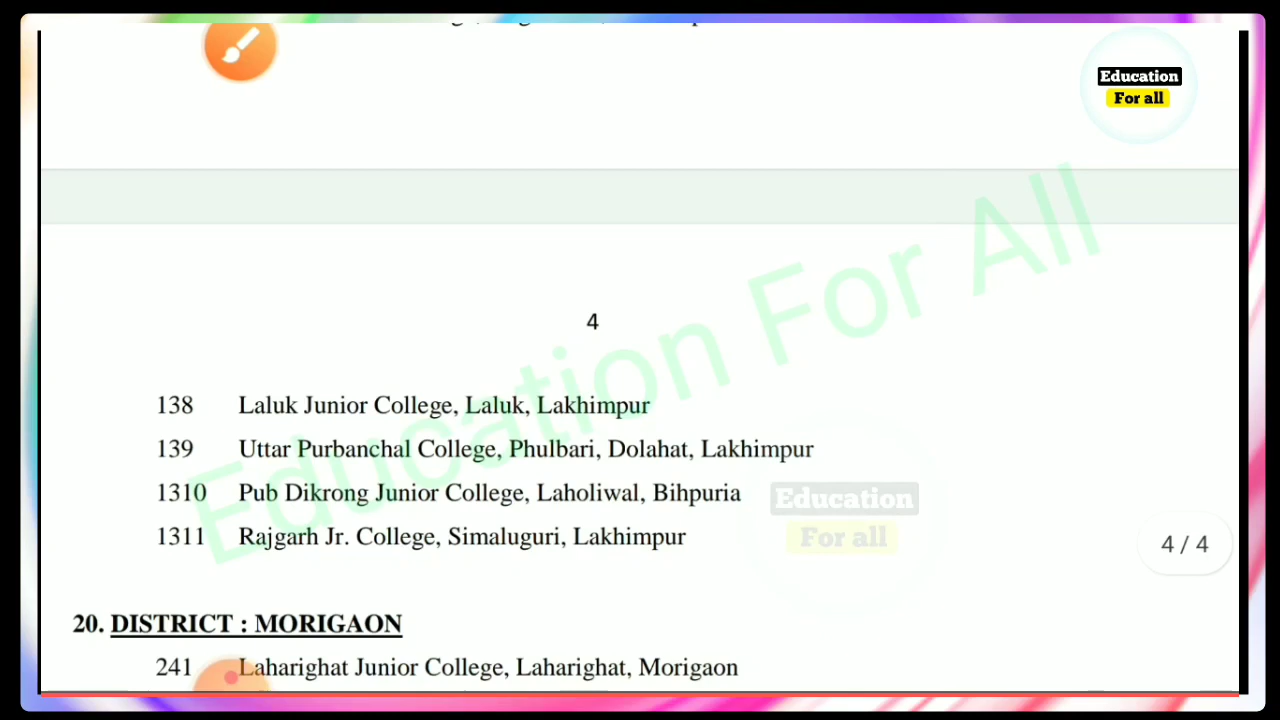 Education
For all
Education For All
4
138 Laluk Junior College, Laluk, Lakhimpur
139 Uttar Purbanchal College, Phulbari, Dolahat, Lakhimpur
1310 Pub Dikrong Junior College, Laholiwal, Bihpuria
Education
For all
1311 Rajgarh Jr. College, Simaluguri, Lakhimpur
4 / 4
20. DISTRICT : MORIGAON
241 Laharighat Junior College, Laharighat, Morigaon